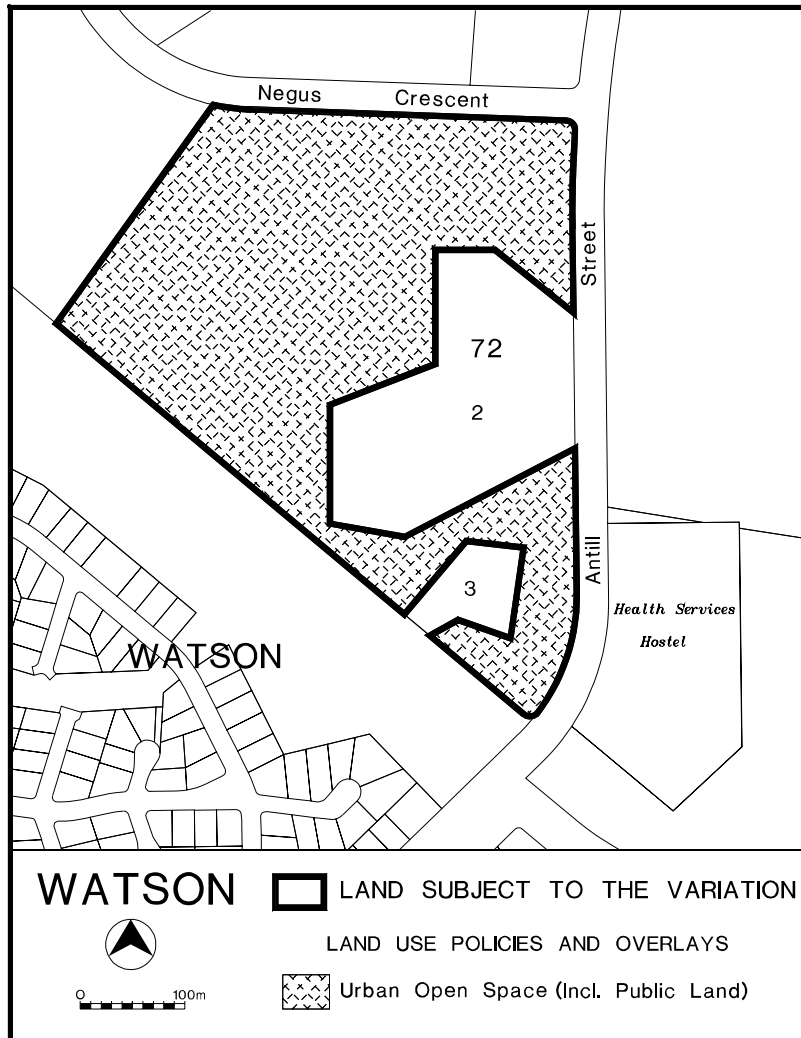 Negus Crescent
Street
72
2
Antill
3
Health Services
Hostel
WATSON
WATSON
LAND SUBJECT TO THE VARIATION
LAND USE POLICIES AND OVERLAYS
0 100m
Urban Open Space (Incl. Public Land)